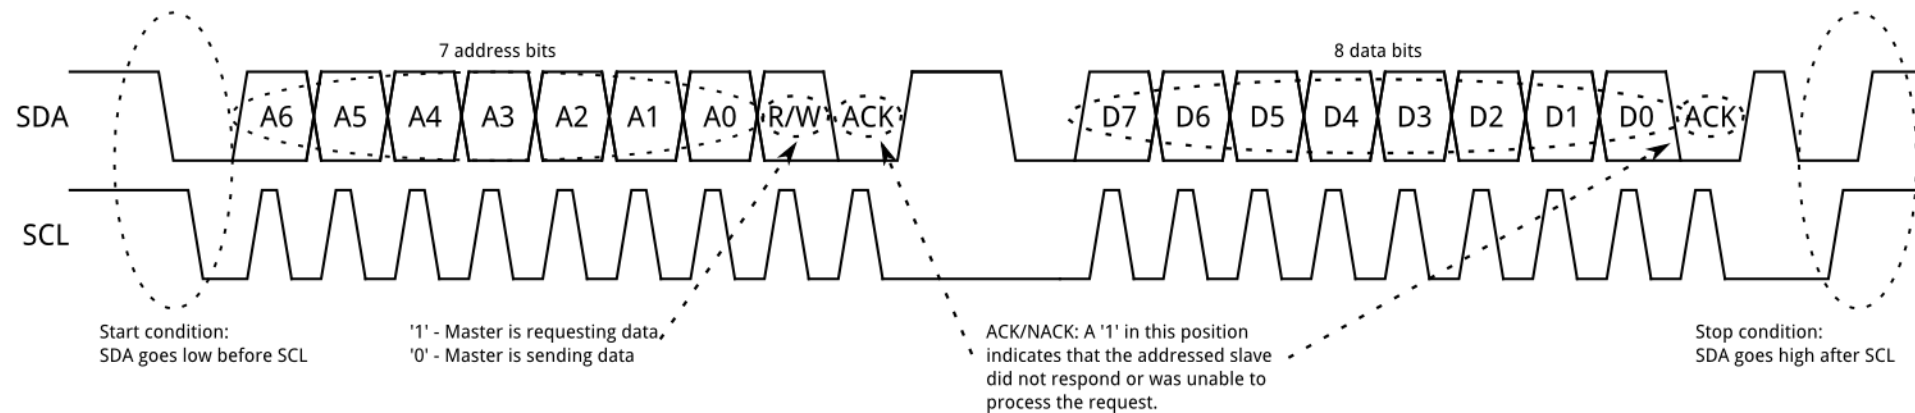 7 address bits
8 data bits
SDA A6 A5 A4 A3 A2 A1 A0 R/W ACK D7 D6 D5 D4 D3 D2 D1 D0 ACK
SCL
Start condition:
SDA goes low before SCL
'1' - Master is requesting data
'0' - Master is sending data
ACK/NACK: A '1' in this position
indicates that the addressed slave
did not respond or was unable to
process the request.
Stop condition:
SDA goes high after SCL